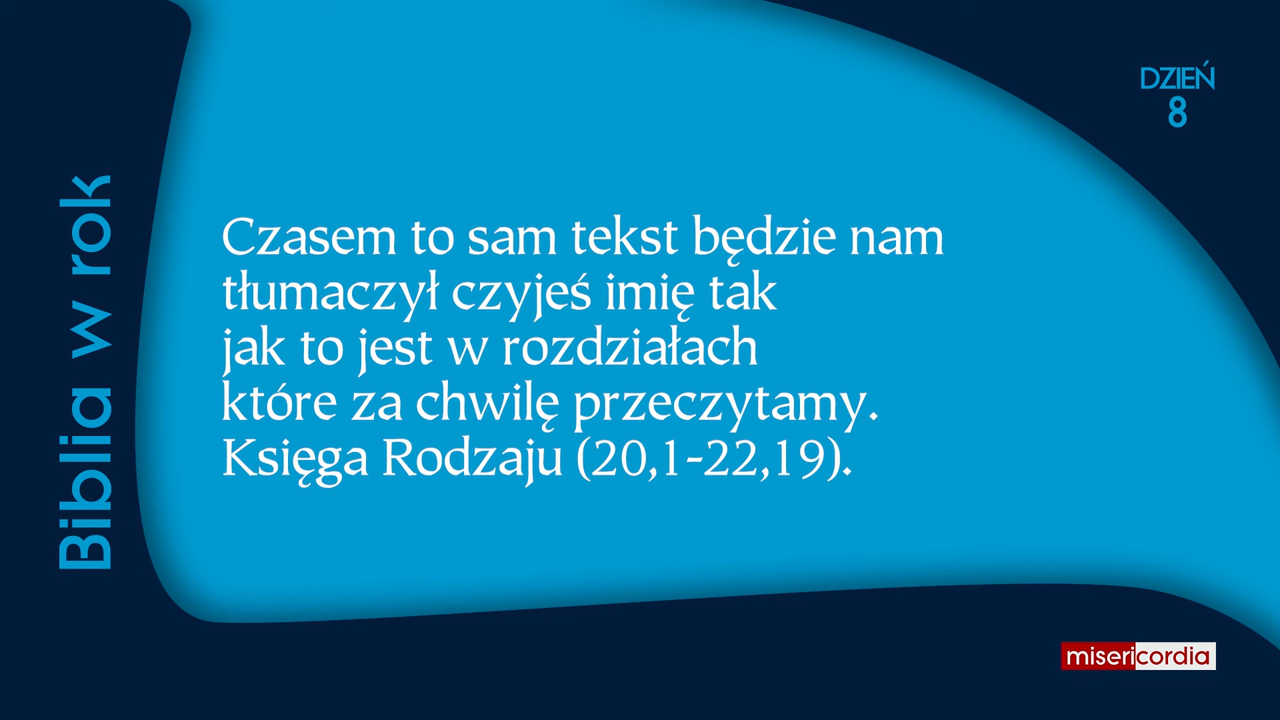 Biblia w rok
DZIEŃ
8
Czasem to sam tekst będzie nam
tłumaczył czyjeś imię tak
jak to jest w rozdziałach
które za chwilę przeczytamy.
Księga Rodzaju (20,1-22,19).
misericordia